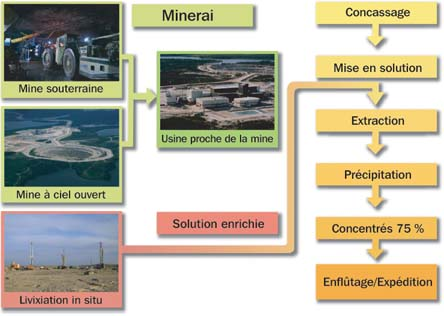 Minerai
Mine souterraine
Usine proche de la mine
Mine à ciel ouvert
Solution enrichie
Livixiation in situ
Concassage
Mise en solution
Extraction
Précipitation
Concentrés 75 %
Enflûtage/Expédition